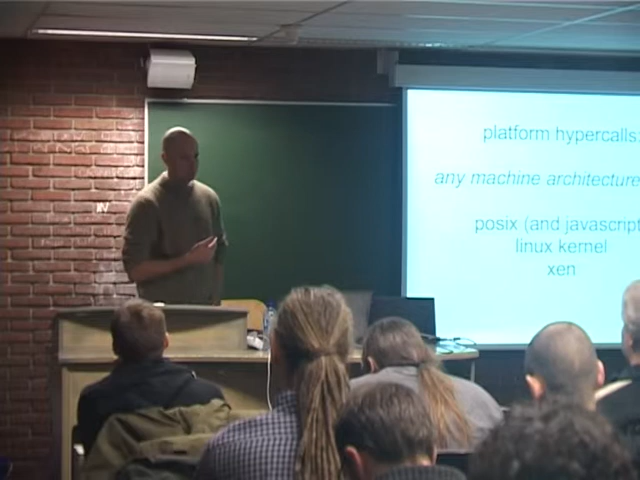 platform hypercalls:
any machine architecture
posix (and javascript
linux kernel
xen